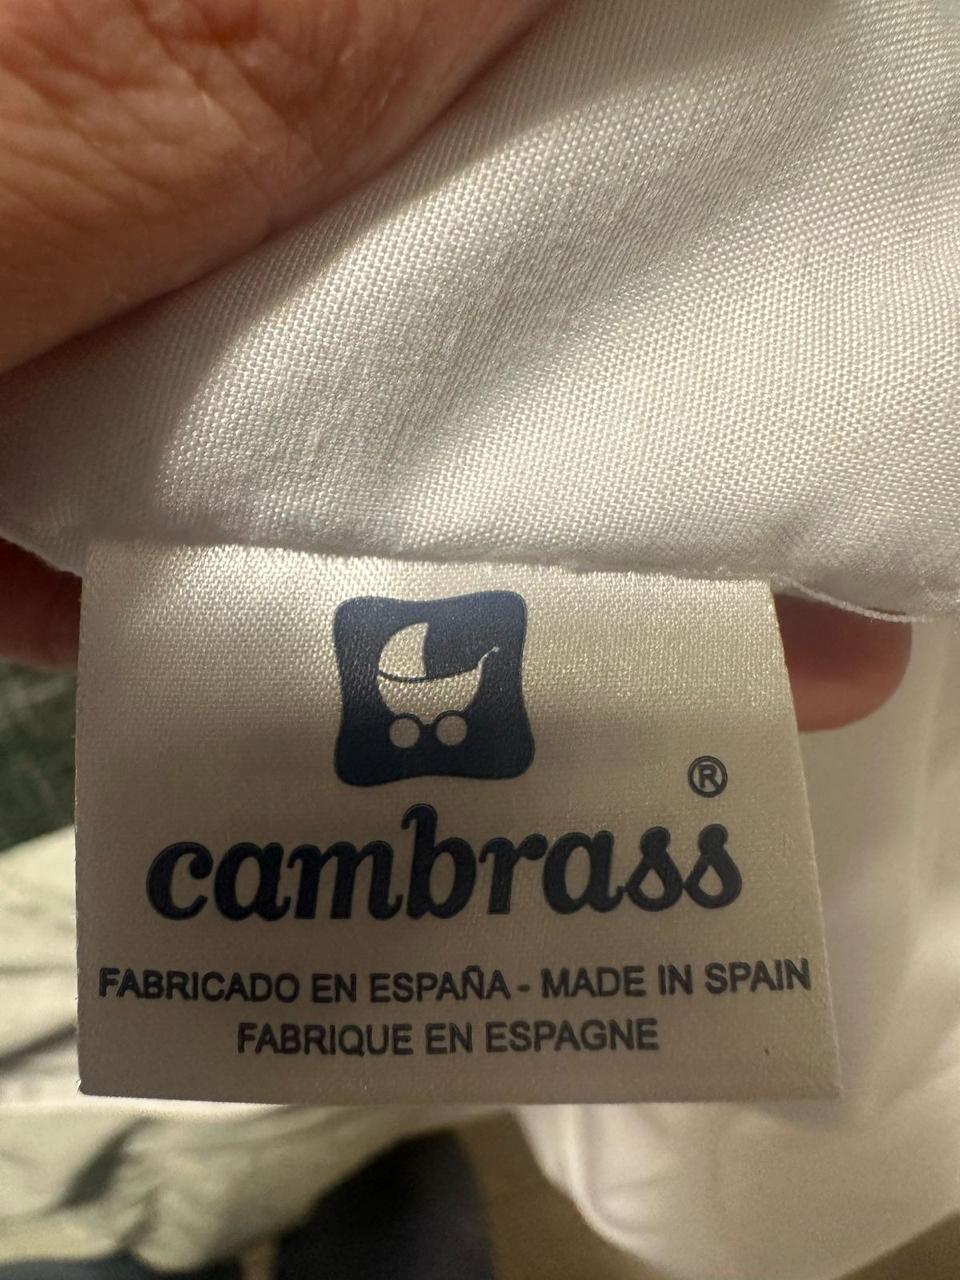 ®
cambrass
FABRICADO EN ESPAÑA - MADE IN SPAIN
FABRIQUE EN ESPAGNE